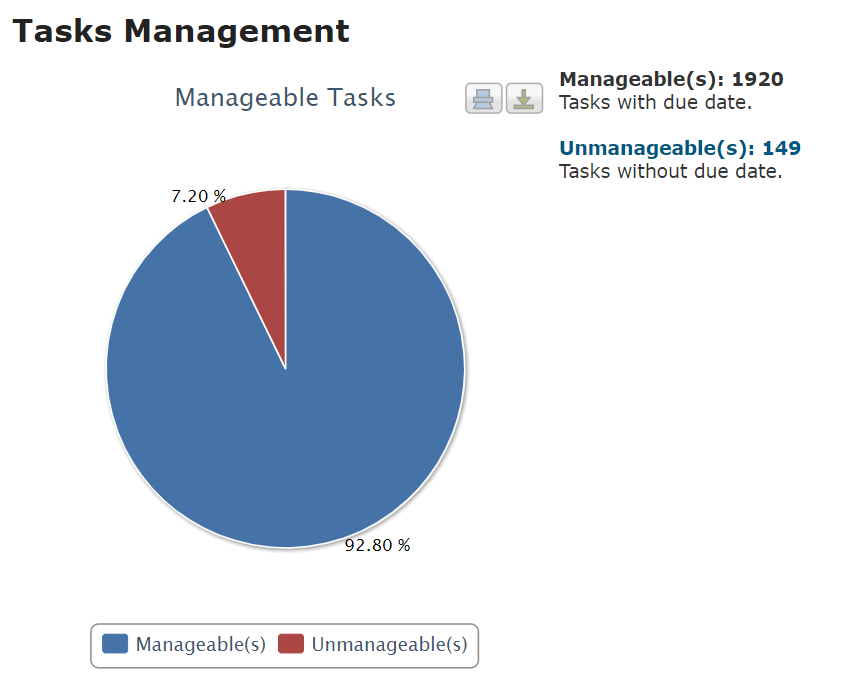 Tasks Management
Manageable Tasks
Manageable(s): 1920
Tasks with due date.
Unmanageable(s): 149
Tasks without due date.
7.20 %
92.80 %
Manageable(s) Unmanageable(s)